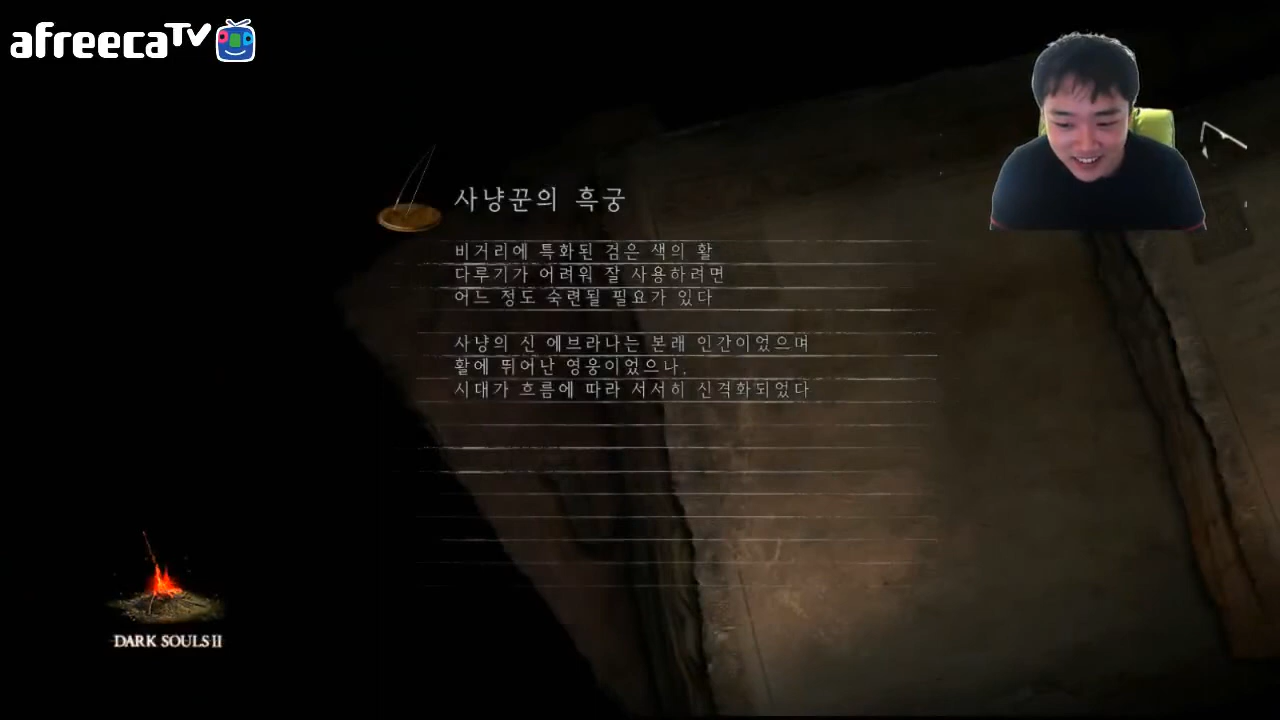 afreecaTV
사냥꾼의 흑궁
비거리에 특화된 검은 색의 활
다루기가 어려워 잘 사용하려면
어느 정도 숙련될 필요가 있다
사냥의 신 에브라나는 본래 인간이었으며
활에 뛰어난 영웅이었으나,
시대가 흐름에 따라 서서히 신격화되었다
DARK SOULS II